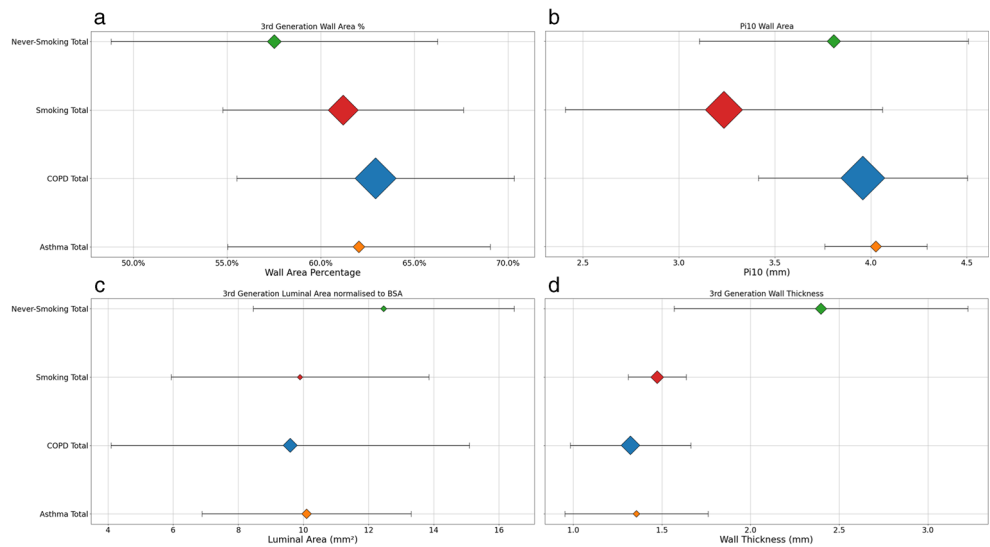 a
3rd Generation Wall Area %
Never-Smoking Total
Smoking Total
COPD Total
Asthma Total
50.0% 55.0% 60.0% 65.0% 70.0%
Wall Area Percentage
b
Pi10 Wall Area
2.5 3.0 3.5 4.0 4.5
Pi10 (mm)
c
3rd Generation Luminal Area normalised to BSA
Never-Smoking Total
Smoking Total
COPD Total
Asthma Total
4 6 8 10 12 14 16
Luminal Area (mm²)
d
3rd Generation Wall Thickness
1.0 1.5 2.0 2.5 3.0
Wall Thickness (mm)